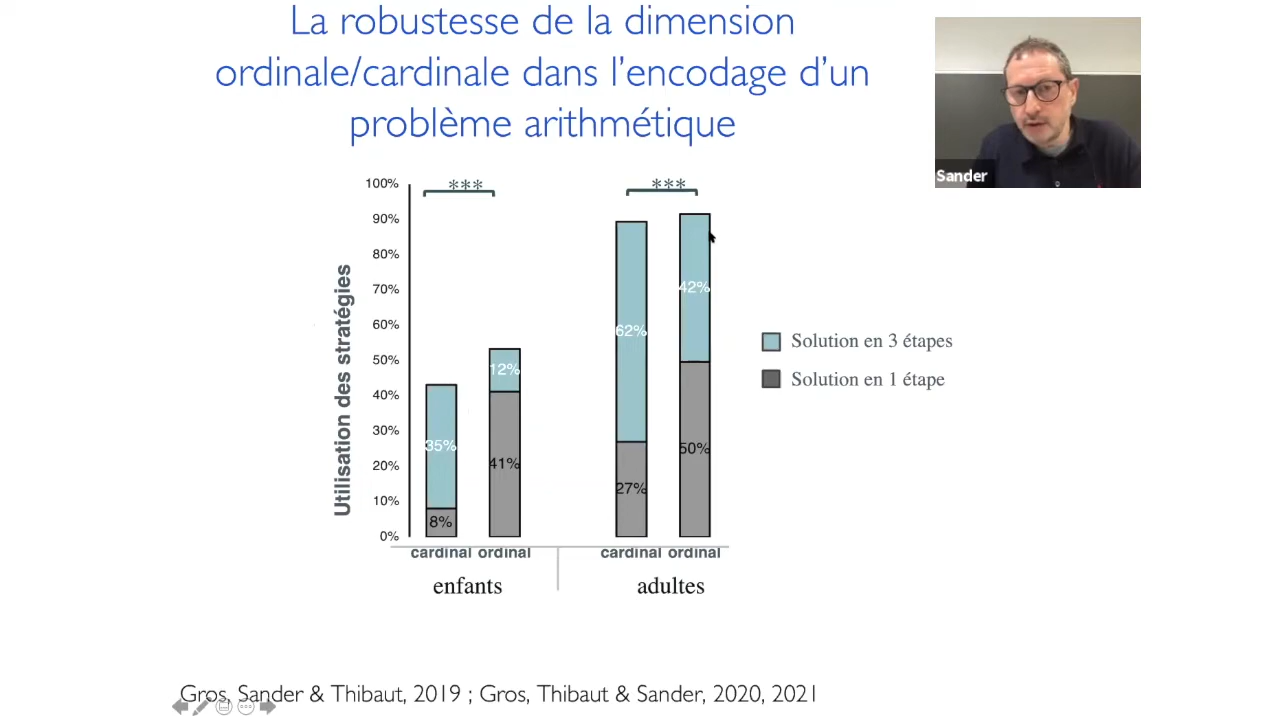 La robustesse de la dimension
ordinale/cardinale dans l'encodage d'un
problème arithmétique
Sander
Utilisation des stratégies
100%
90%
80%
70%
60%
50%
40%
30%
20%
10%
0%
***
***
35%
8%
12%
41%
62%
27%
42%
50%
cardinal ordinal
cardinal ordinal
enfants
adultes
Solution en 3 étapes
Solution en 1 étape
Gros, Sander & Thibaut, 2019 ; Gros, Thibaut & Sander, 2020, 2021